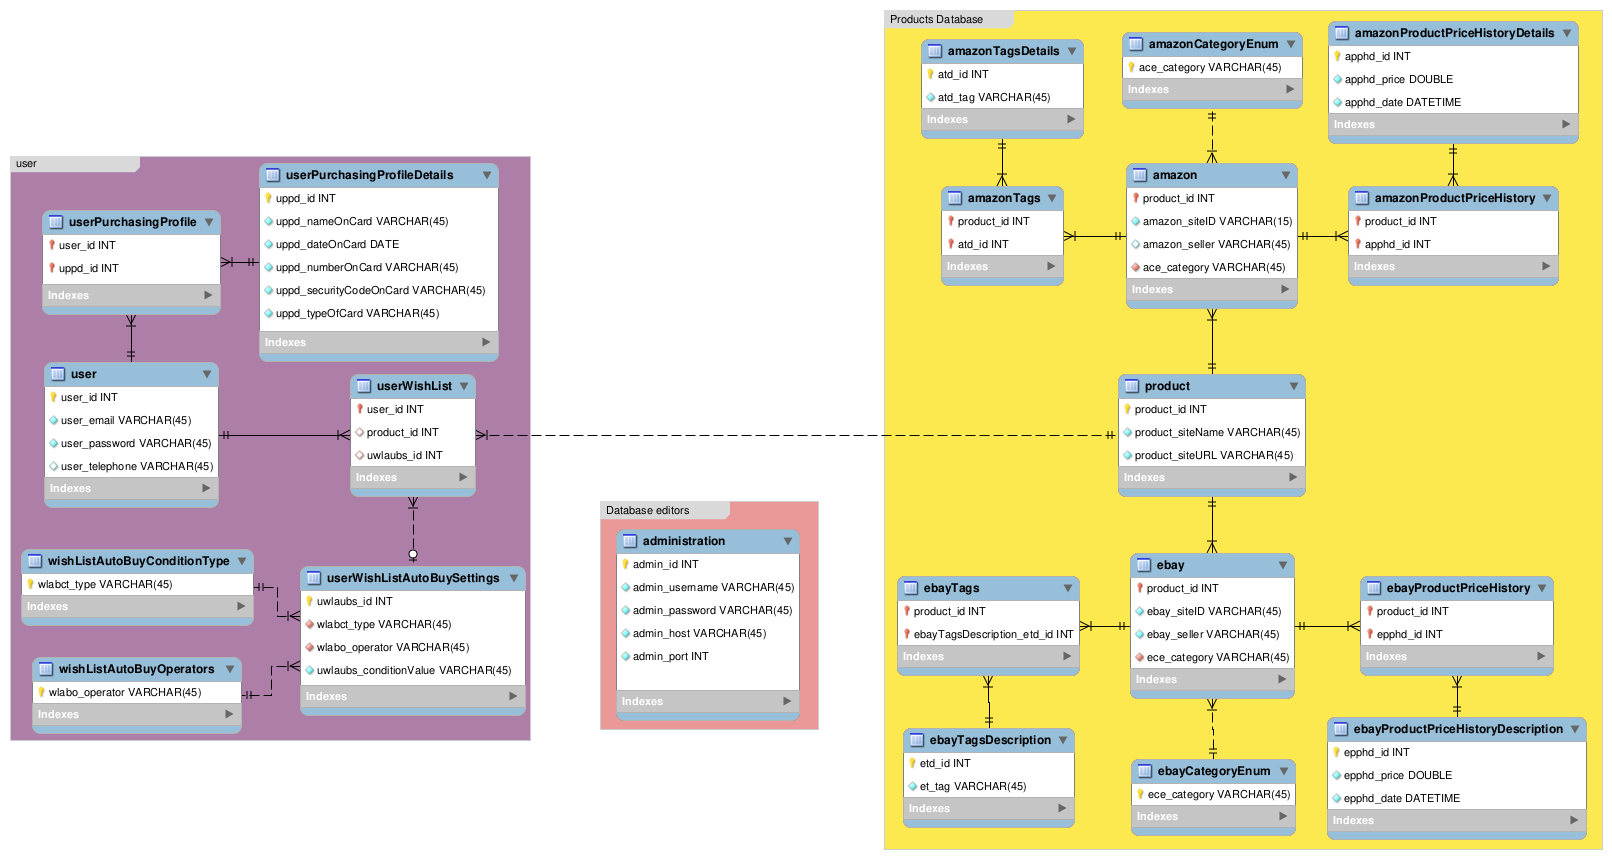 user
userPurchasingProfile
user_id INT
uppd_id INT
Indexes
userPurchasingProfileDetails
uppd_id INT
uppd_nameOnCard VARCHAR(45)
uppd_dateOnCard DATE
uppd_numberOnCard VARCHAR(45)
uppd_securityCodeOnCard VARCHAR(45)
uppd_typeOfCard VARCHAR(45)
Indexes
user
user_id INT
user_email VARCHAR(45)
user_password VARCHAR(45)
user_telephone VARCHAR(45)
Indexes
userWishList
user_id INT
product_id INT
uwlaubs_id INT
Indexes
wishListAutoBuyConditionType
wlabct_type VARCHAR(45)
Indexes
wishListAutoBuyOperators
wlabo_operator VARCHAR(45)
Indexes
userWishListAutoBuySettings
uwlaubs_id INT
wlabct_type VARCHAR(45)
wlabo_operator VARCHAR(45)
uwlaubs_conditionValue VARCHAR(45)
Indexes
Database editors
administration
admin_id INT
admin_username VARCHAR(45)
admin_password VARCHAR(45)
admin_host VARCHAR(45)
admin_port INT
Indexes
Products Database
amazonTagsDetails
atd_id INT
atd_tag VARCHAR(45)
Indexes
amazonCategoryEnum
ace_category VARCHAR(45)
Indexes
amazonProductPriceHistoryDetails
apphd_id INT
apphd_price DOUBLE
apphd_date DATETIME
Indexes
amazonTags
product_id INT
atd_id INT
Indexes
amazon
product_id INT
amazon_siteID VARCHAR(15)
amazon_seller VARCHAR(45)
ace_category VARCHAR(45)
Indexes
amazonProductPriceHistory
product_id INT
apphd_id INT
Indexes
product
product_id INT
product_siteName VARCHAR(45)
product_siteURL VARCHAR(45)
Indexes
ebayTags
product_id INT
ebayTagsDescription_etd_id INT
Indexes
ebay
product_id INT
ebay_siteID VARCHAR(45)
ebay_seller VARCHAR(45)
ece_category VARCHAR(45)
Indexes
ebayProductPriceHistory
product_id INT
epphd_id INT
Indexes
ebayTagsDescription
etd_id INT
et_tag VARCHAR(45)
Indexes
ebayCategoryEnum
ece_category VARCHAR(45)
Indexes
ebayProductPriceHistoryDescription
epphd_id INT
epphd_price DOUBLE
epphd_date DATETIME
Indexes